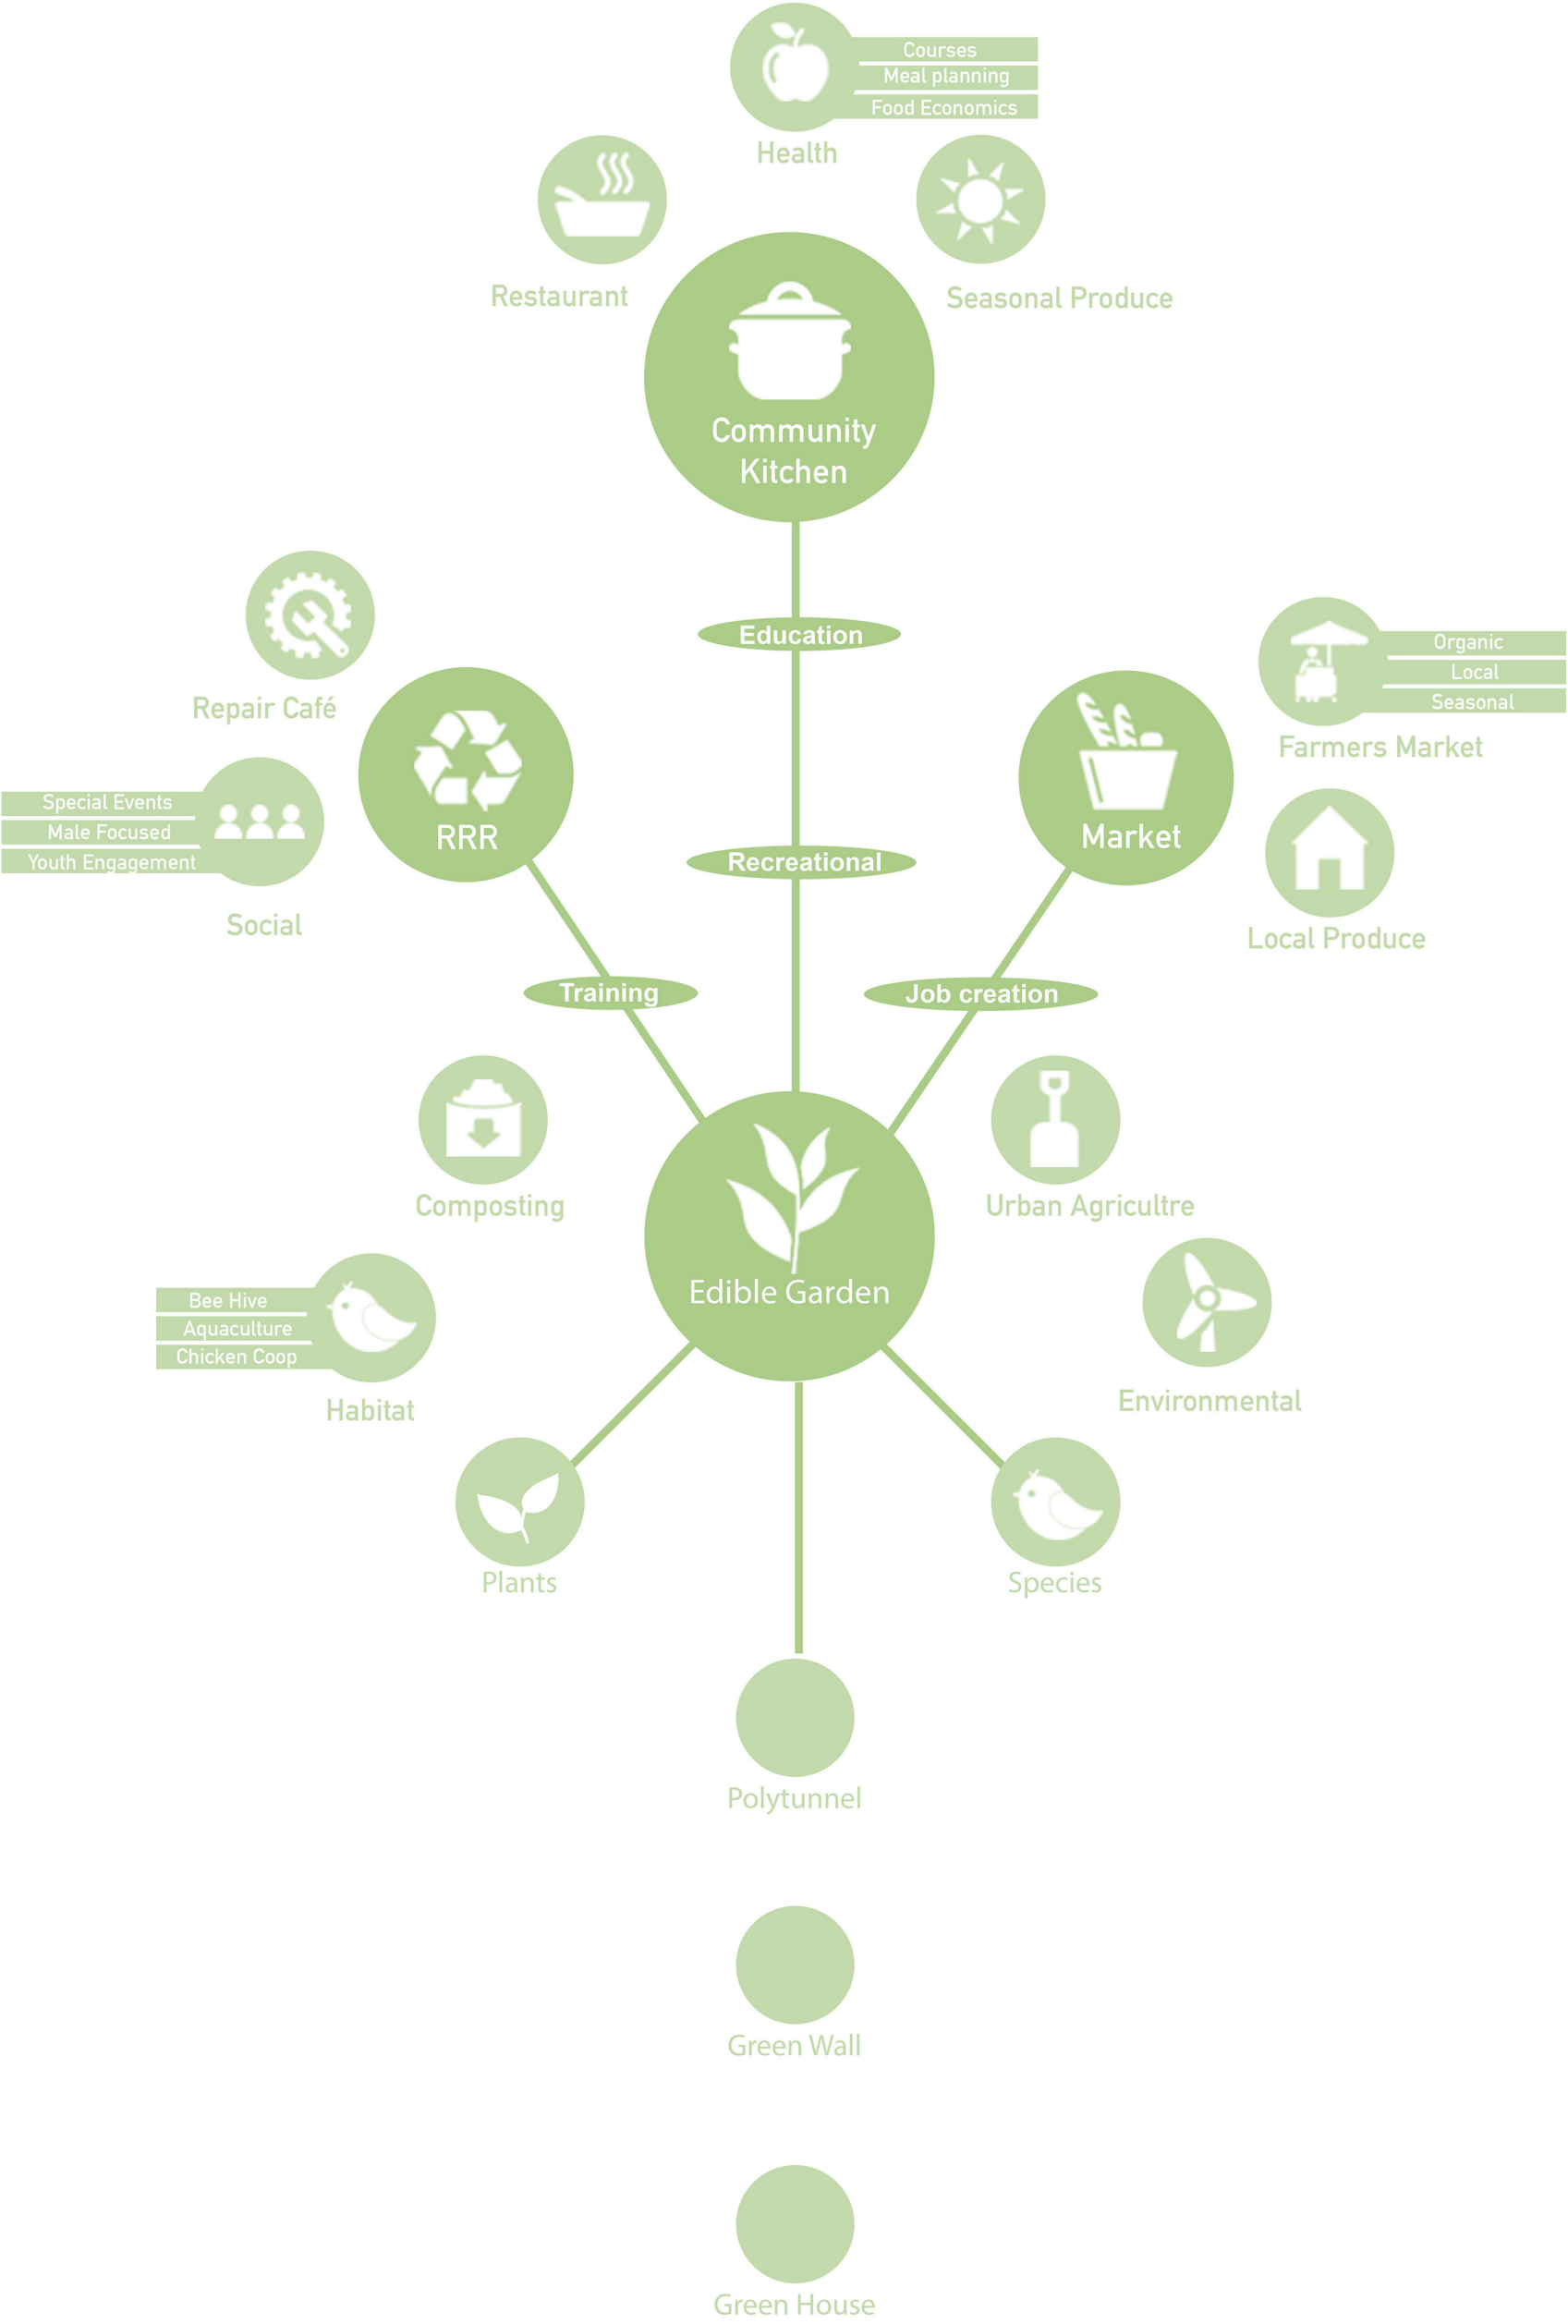 Courses
Meal planning
Food Economics
Health
Restaurant
Seasonal Produce
Community
Kitchen
Education
Repair Café
Organic
Local
Seasonal
Farmers Market
Special Events
Male Focused
Youth Engagement
Social
RRR
Market
Recreational
Local Produce
Training
Job creation
Composting
Urban Agricultre
Edible Garden
Bee Hive
Aquaculture
Chicken Coop
Habitat
Environmental
Plants
Species
Polytunnel
Green Wall
Green House